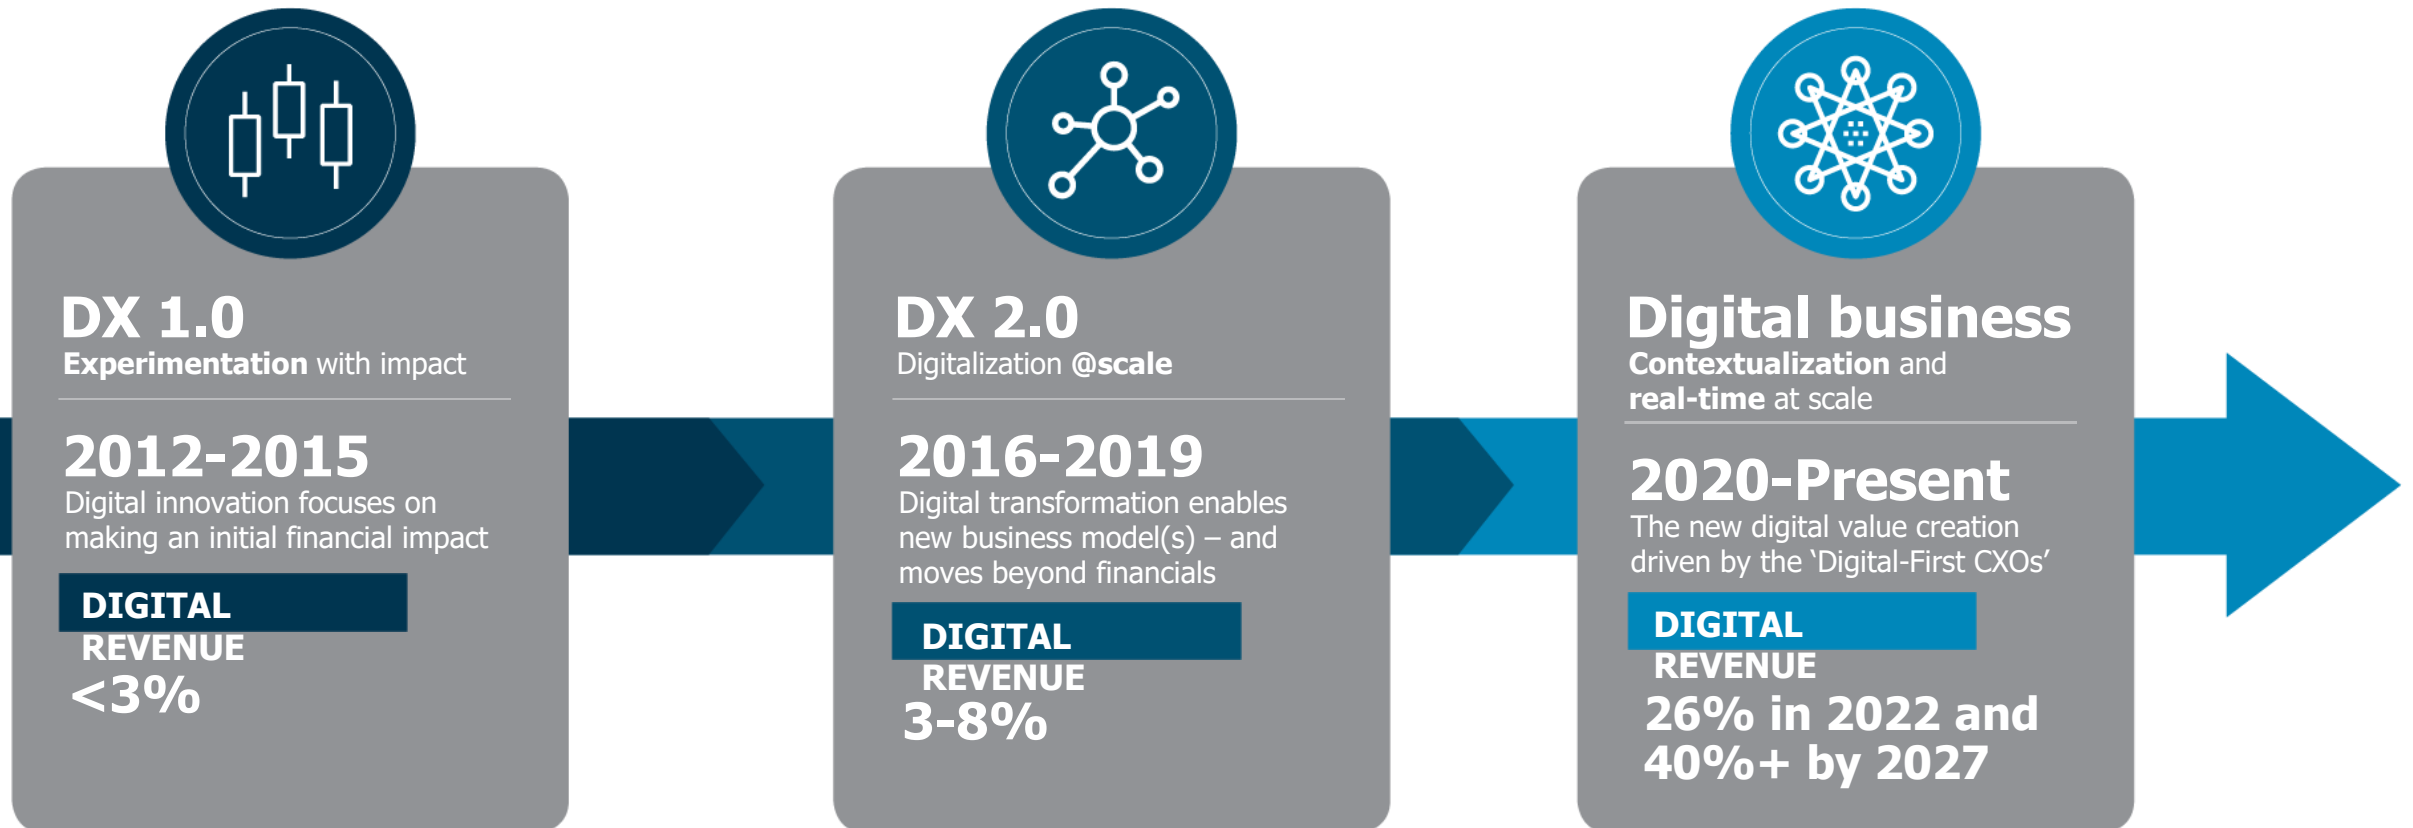 DX 1.0
Experimentation with impact
2012-2015
Digital innovation focuses on
making an initial financial impact
DIGITAL
REVENUE
<3%
DX 2.0
Digitalization @scale
2016-2019
Digital transformation enables
new business model(s) – and
moves beyond financials
DIGITAL
REVENUE
3-8%
Digital business
Contextualization and
real-time at scale
2020-Present
The new digital value creation
driven by the ‘Digital-First CXOs’
DIGITAL
REVENUE
26% in 2022 and
40%+ by 2027